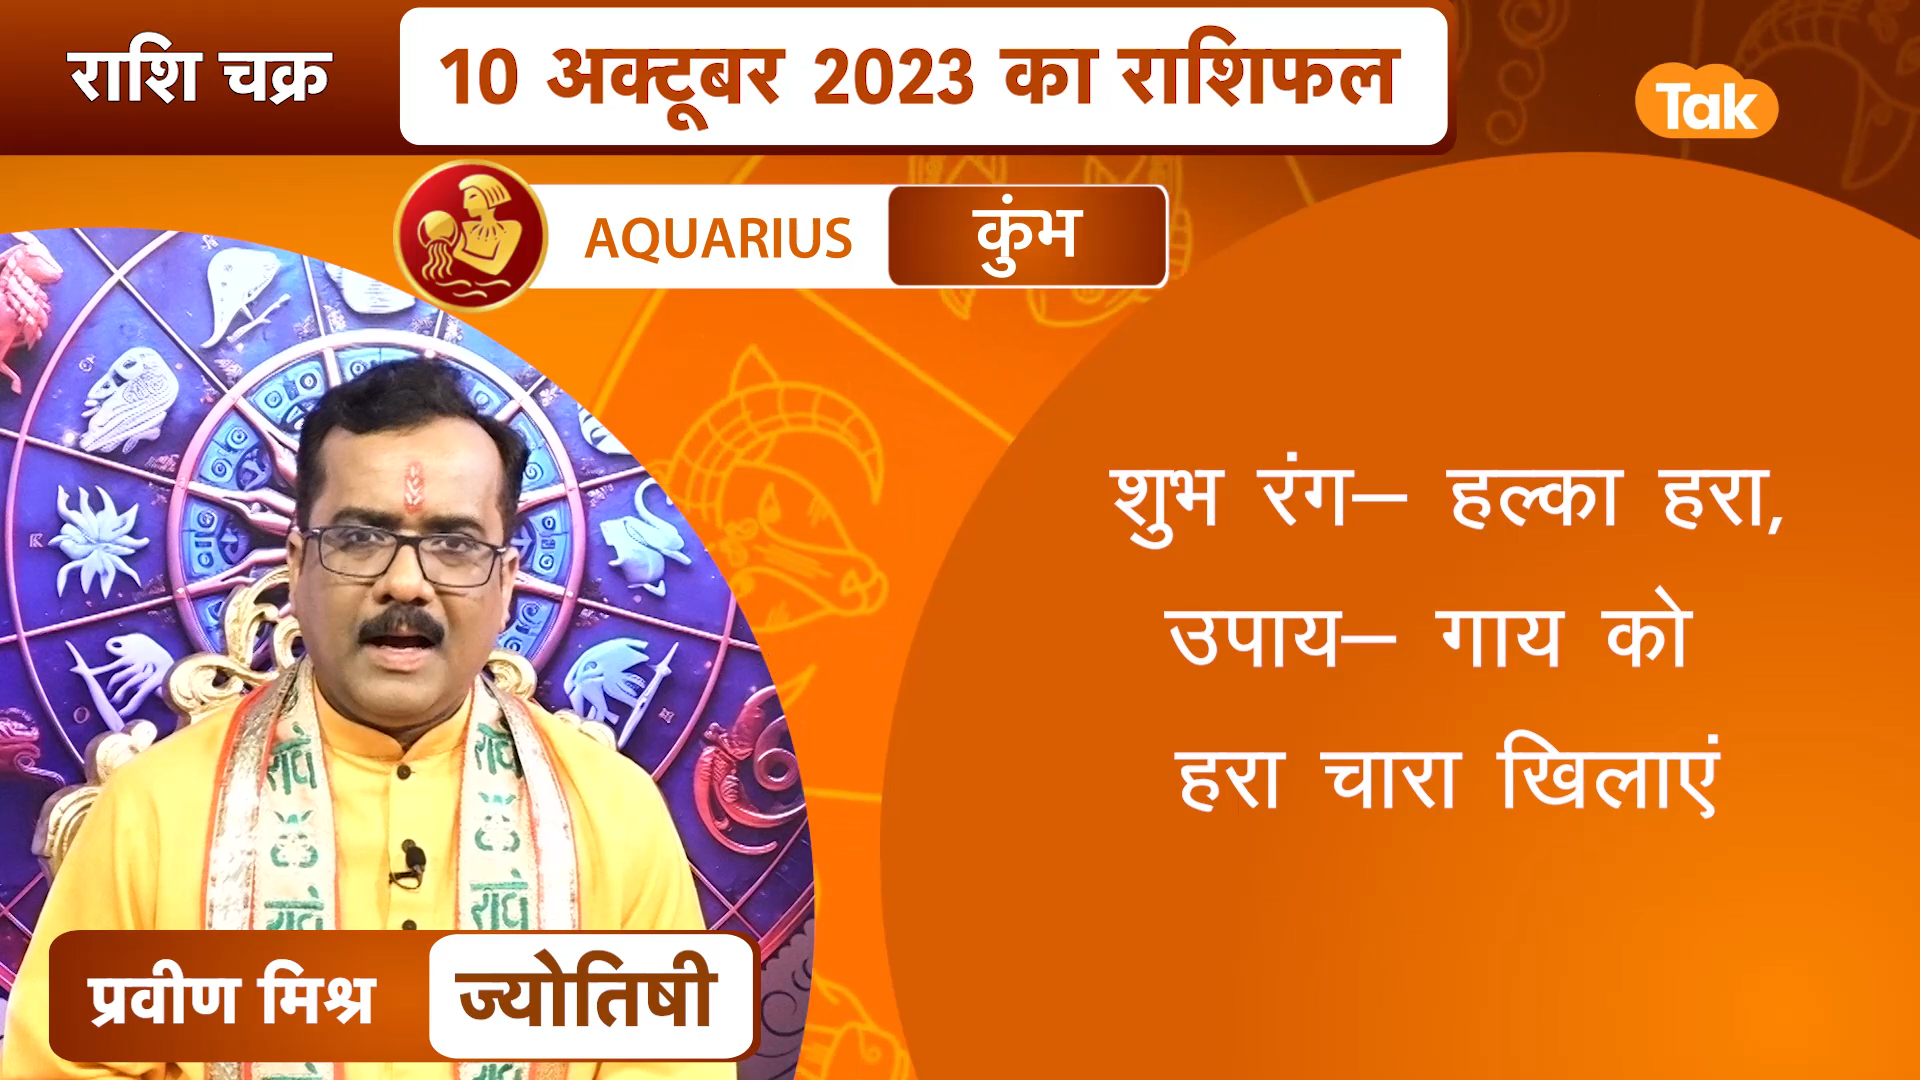 राशि चक्र
10 अक्टूबर 2023 का राशिफल
Tak
AQUARIUS
कुंभ
शुभ रंग– हल्का हरा,
उपाय– गाय को
हरा चारा खिलाएं
राधे
राधे
राधे
राधे
प्रवीण मिश्र
ज्योतिषी